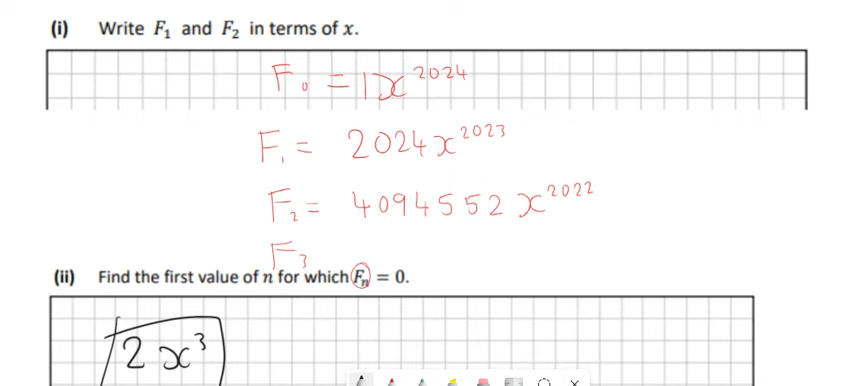 (i) Write F₁ and F₂ in terms of x.
F₀ = 1x²⁰²⁴
F₁ = 2024x²⁰²³
F₂ = 4094552x²⁰²²
F₃
(ii) Find the first value of n for which Fₙ = 0.
2x³